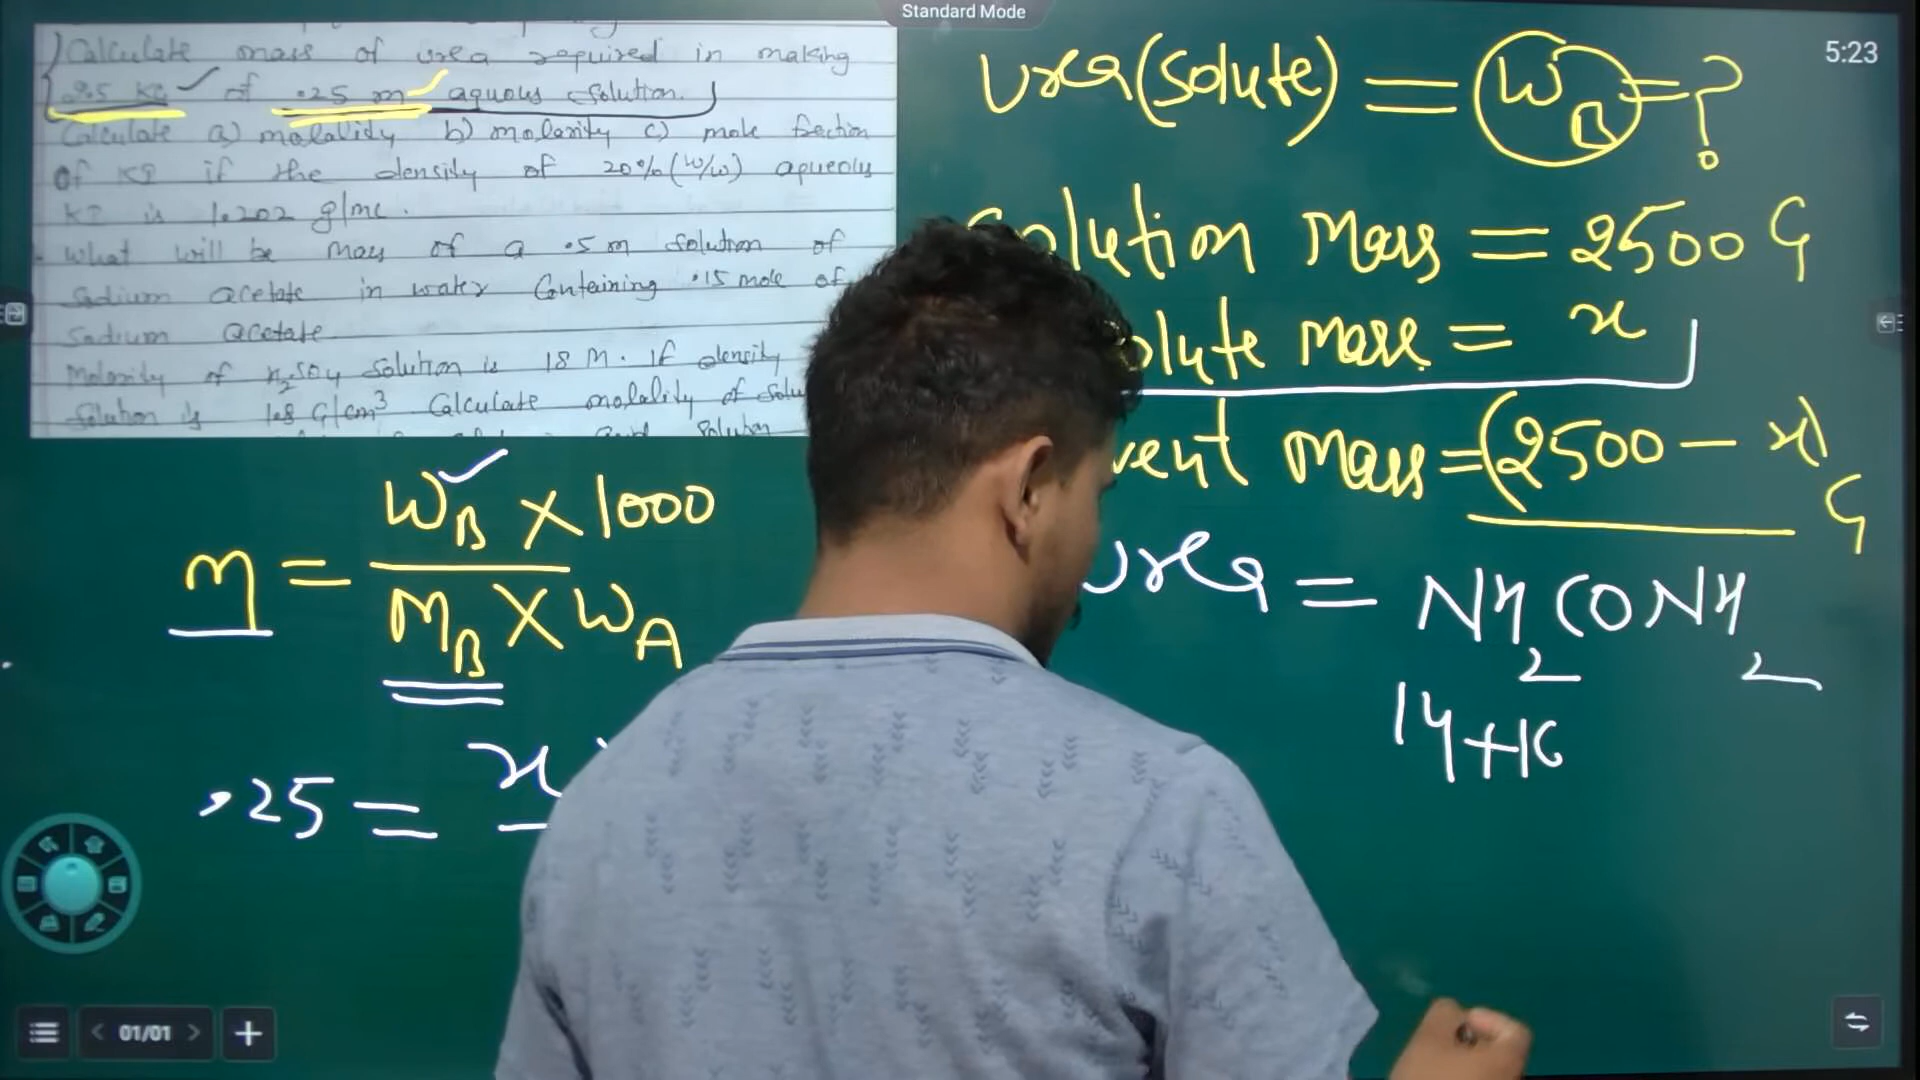 Standard Mode
5:23
Calculate mass of urea required in making
2.5 KG of .25 m aquous solution.
Calculate a) molality b) molarity c) mole fraction
of KI if the density of 20% (w/w) aqueous
KI is 1.202 g/mL.
What will be mass of a .5 m solution of
Sodium acetate in water Containing .15 mole of
Sodium acetate
Molarity of H2SO4 solution is 18 M. If density
solution is 1.8 G/cm³ Calculate molality of
Urea (Solute) = WB = ?
Solution Mass = 2500 G
Mass = x
Mass = (2500 - x) G
m = WB × 1000
MB × WA
.25 = x
Urea = NH2CONH2
14+16
01/01